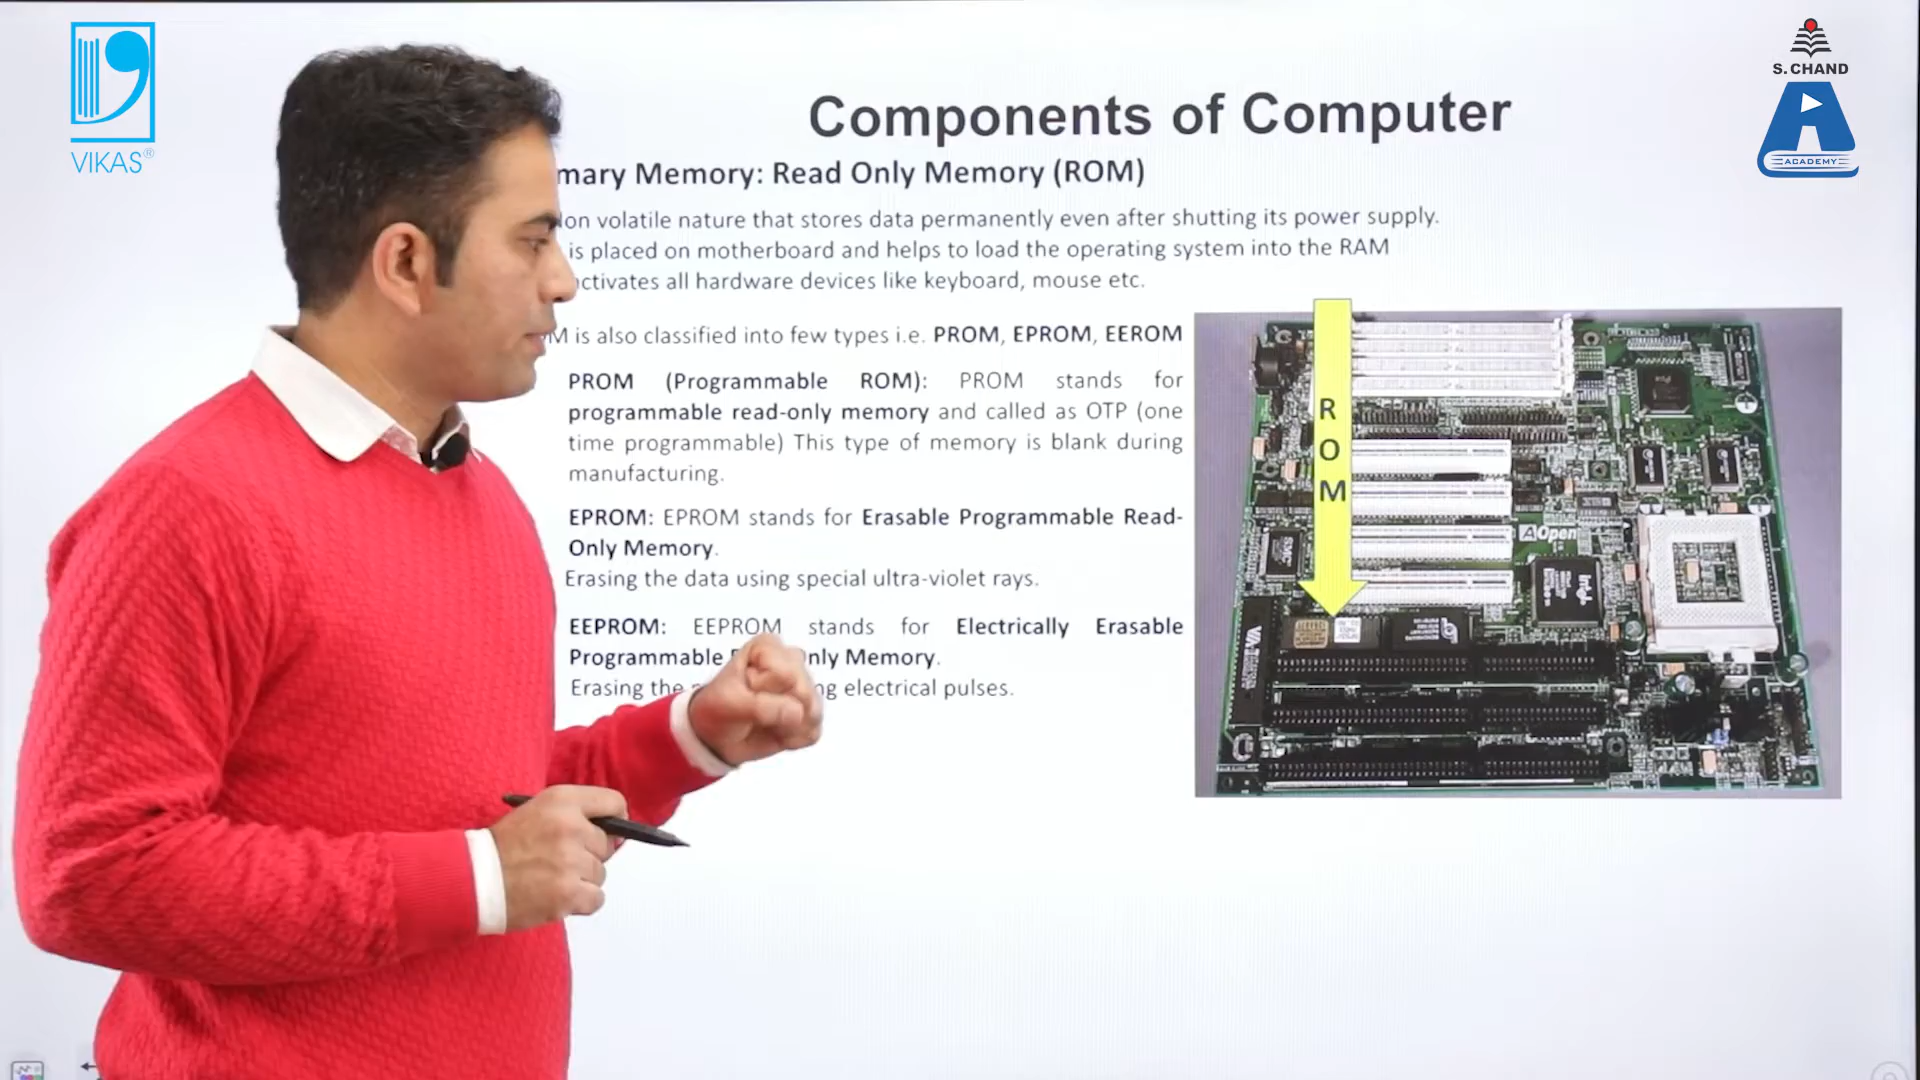 VIKAS®
S. CHAND
ACADEMY
Components of Computer
mary Memory: Read Only Memory (ROM)
on volatile nature that stores data permanently even after shutting its power supply.
is placed on motherboard and helps to load the operating system into the RAM
ctivates all hardware devices like keyboard, mouse etc.
M is also classified into few types i.e. PROM, EPROM, EEROM
PROM (Programmable ROM): PROM stands for
programmable read-only memory and called as OTP (one
time programmable) This type of memory is blank during
manufacturing.
EPROM: EPROM stands for Erasable Programmable Read-
Only Memory.
Erasing the data using special ultra-violet rays.
EEPROM: EEPROM stands for Electrically Erasable
Programmable nly Memory.
Erasing the ng electrical pulses.
ROM
AOpen
intel
VIA